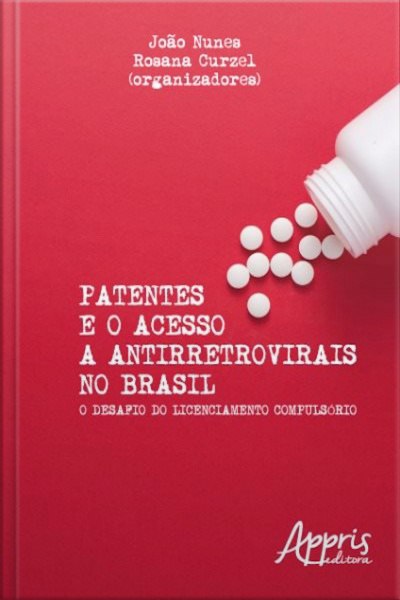 João Nunes
Rosana Curzel
(organizadores)
PATENTES
E O ACESSO
A ANTIRRETROVIRAIS
NO BRASIL
O DESAFIO DO LICENCIAMENTO COMPULSÓRIO
Appris
editora